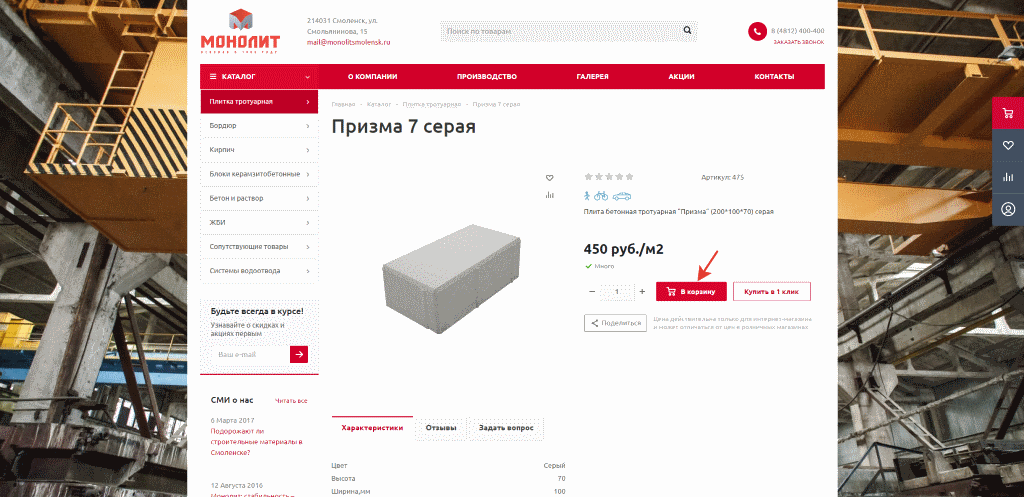 МОНОЛИТ
214031 Смоленск, ул.
Смольянинова, 15
mail@monolitsmolensk.ru
Поиск по товарам
8 (4812) 400-400
ЗАКАЗАТЬ ЗВОНОК
КАТАЛОГ
О КОМПАНИИ
ПРОИЗВОДСТВО
ГАЛЕРЕЯ
АКЦИИ
КОНТАКТЫ
Плитка тротуарная
Бордюр
Кирпич
Блоки керамзитобетонные
Бетон и раствор
ЖБИ
Сопутствующие товары
Системы водоотвода
Будьте всегда в курсе!
Узнавайте о скидках и
акциях первым
Ваш e-mail
СМИ о нас
Читать все
6 Марта 2017
Подорожают ли
строительные материалы в
Смоленске?
12 Августа 2016
Монолит: стабильность –
Главная - Каталог - Плитка тротуарная - Призма 7 серая
Призма 7 серая
Артикул: 475
Плита бетонная тротуарная "Призма" (200*100*70) серая
450 руб./м2
Много
− 1 +
В корзину
Купить в 1 клик
Поделиться
Цена действительна только для интернет-магазина
и может отличаться от цен в розничных магазинах
Характеристики
Отзывы
Задать вопрос
Цвет Серый
Высота 70
Ширина,мм 100